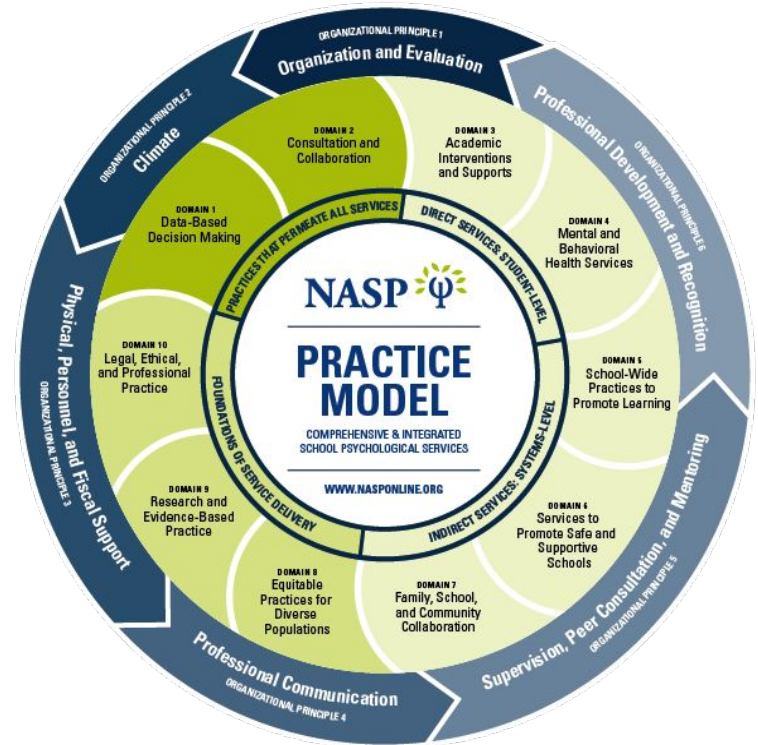 ORGANIZATIONAL PRINCIPLE 1
Organization and Evaluation
ORGANIZATIONAL PRINCIPLE 2
Climate
Physical, Personnel, and Fiscal Support
ORGANIZATIONAL PRINCIPLE 3
Professional Communication
ORGANIZATIONAL PRINCIPLE 4
Supervision, Peer Consultation, and Mentoring
ORGANIZATIONAL PRINCIPLE 5
ORGANIZATIONAL PRINCIPLE 6
Professional Development and Recognition
DOMAIN 1
Data-Based
Decision Making
DOMAIN 2
Consultation and
Collaboration
DOMAIN 3
Academic
Interventions
and Supports
DOMAIN 4
Mental and
Behavioral
Health Services
DOMAIN 5
School-Wide
Practices to
Promote Learning
DOMAIN 6
Services to
Promote Safe and
Supportive
Schools
DOMAIN 7
Family, School,
and Community
Collaboration
DOMAIN 8
Equitable
Practices for
Diverse
Populations
DOMAIN 9
Research and
Evidence-Based
Practice
DOMAIN 10
Legal, Ethical,
and Professional
Practice
PRACTICES THAT PERMEATE ALL SERVICES
DIRECT SERVICES: STUDENT-LEVEL
INDIRECT SERVICES: SYSTEMS-LEVEL
FOUNDATIONS OF SERVICE DELIVERY
NASP
PRACTICE
MODEL
COMPREHENSIVE & INTEGRATED
SCHOOL PSYCHOLOGICAL SERVICES
WWW.NASPONLINE.ORG